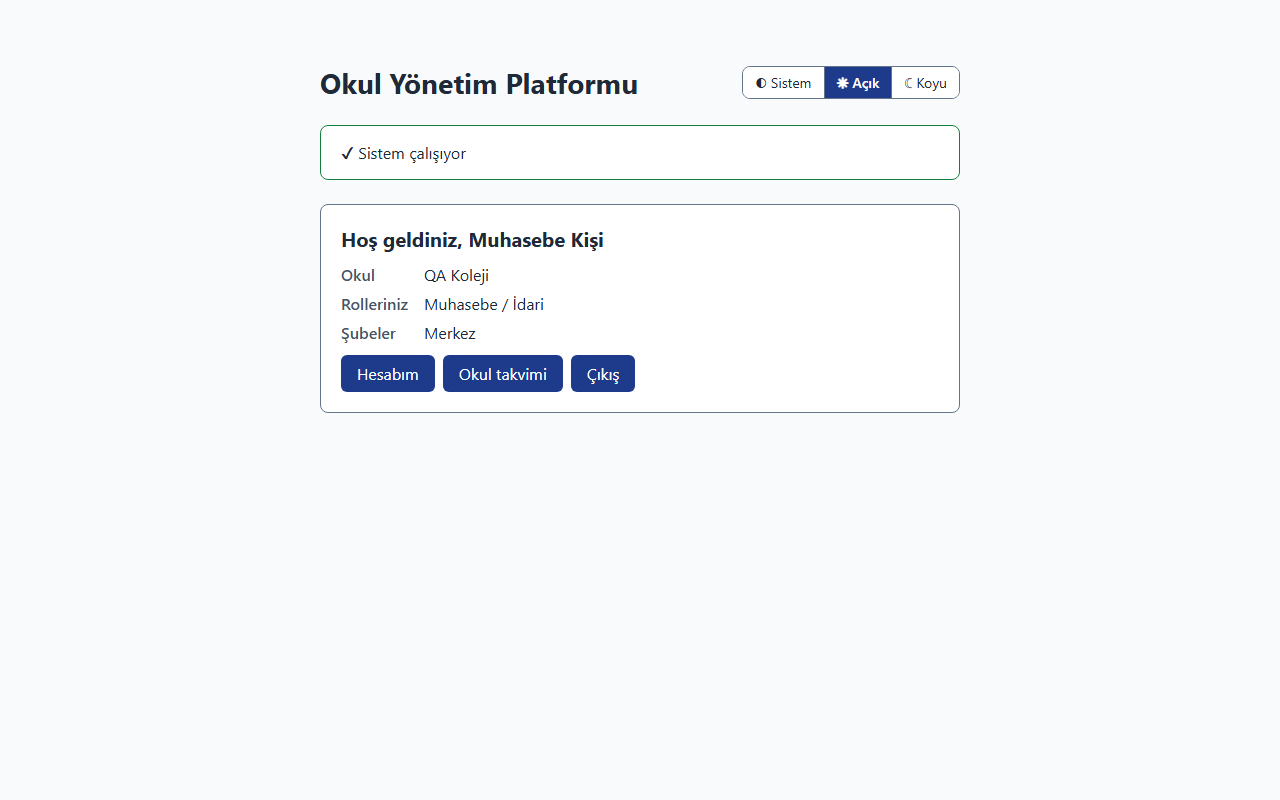 Okul Yönetim Platformu
◐ Sistem ❋ Açık ☾ Koyu
✓ Sistem çalışıyor
Hoş geldiniz, Muhasebe Kişi
Okul QA Koleji
Rolleriniz Muhasebe / İdari
Şubeler Merkez
Hesabım Okul takvimi Çıkış